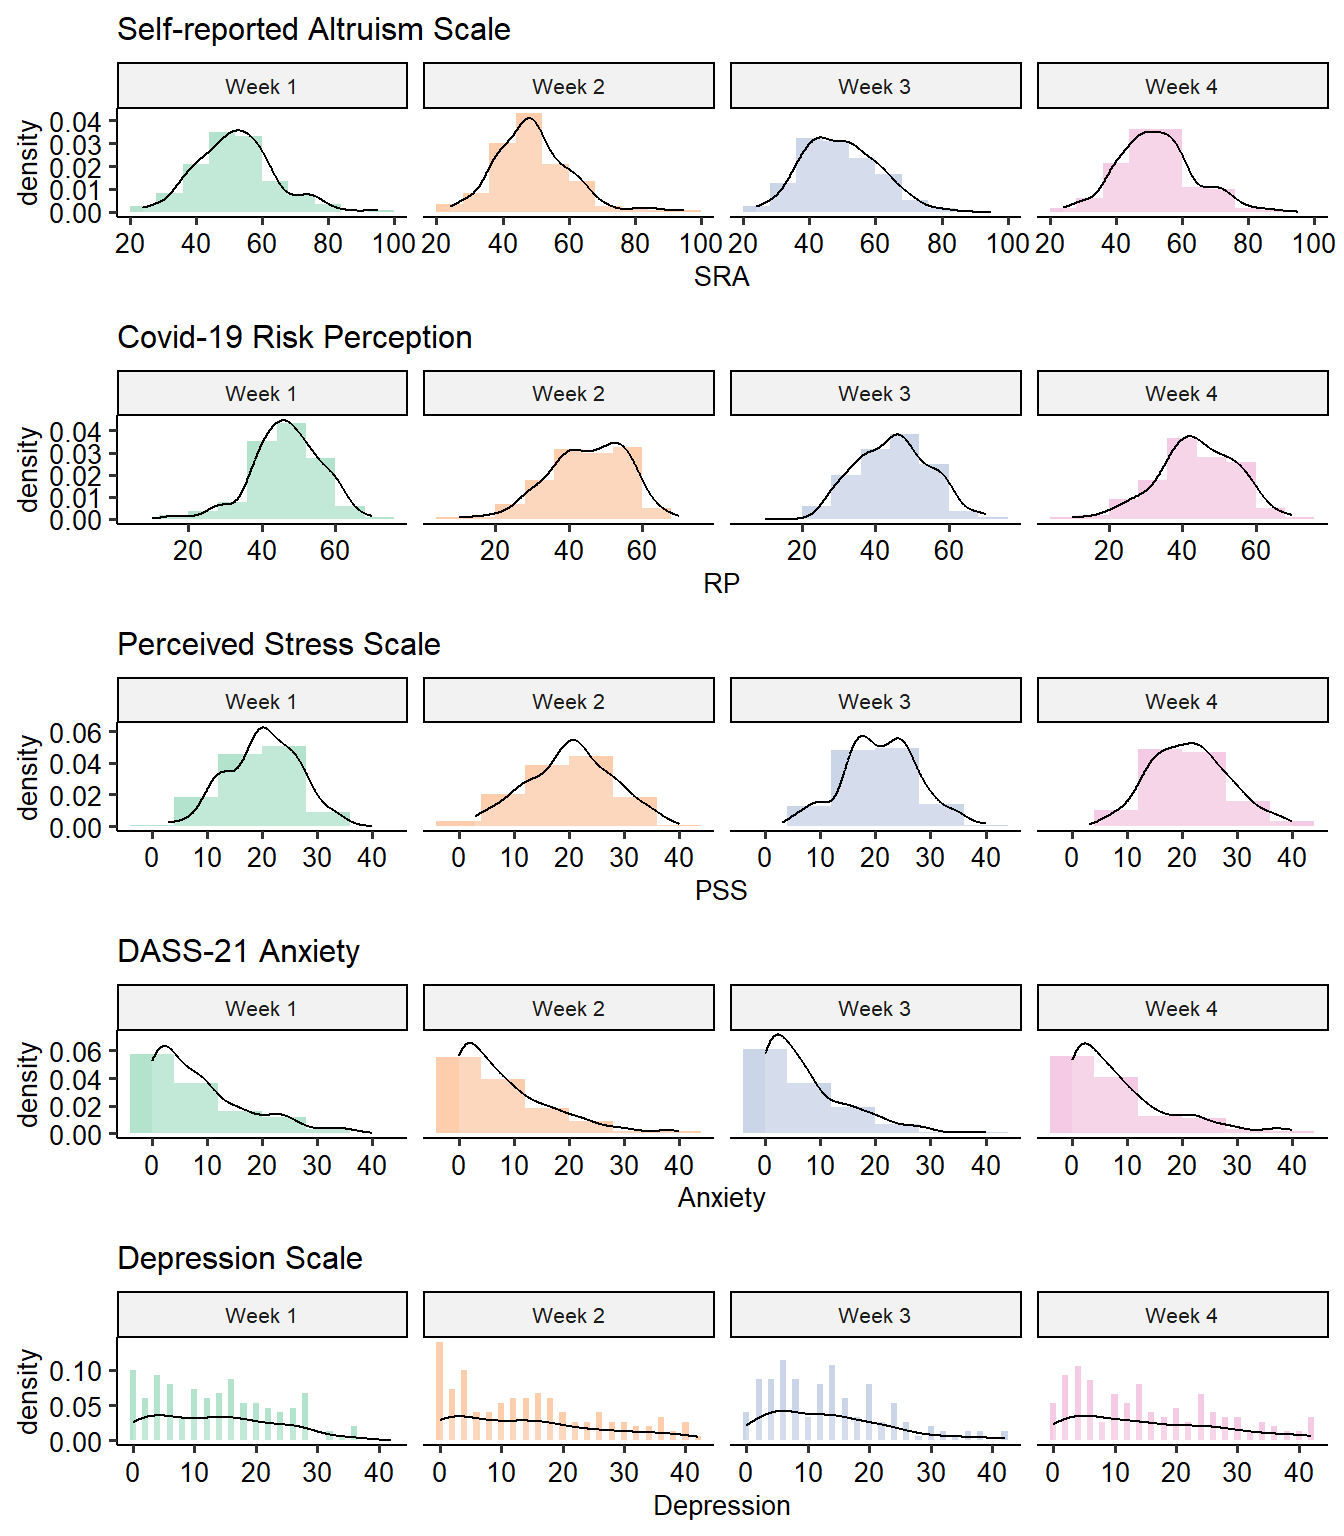 Self-reported Altruism Scale
Week 1 Week 2 Week 3 Week 4
density
0.04
0.03
0.02
0.01
0.00
20 40 60 80 100 20 40 60 80 100 20 40 60 80 100 20 40 60 80 100
SRA
Covid-19 Risk Perception
Week 1 Week 2 Week 3 Week 4
density
0.04
0.03
0.02
0.01
0.00
20 40 60 20 40 60 20 40 60 20 40 60
RP
Perceived Stress Scale
Week 1 Week 2 Week 3 Week 4
density
0.06
0.04
0.02
0.00
0 10 20 30 40 0 10 20 30 40 0 10 20 30 40 0 10 20 30 40
PSS
DASS-21 Anxiety
Week 1 Week 2 Week 3 Week 4
density
0.06
0.04
0.02
0.00
0 10 20 30 40 0 10 20 30 40 0 10 20 30 40 0 10 20 30 40
Anxiety
Depression Scale
Week 1 Week 2 Week 3 Week 4
density
0.10
0.05
0.00
0 10 20 30 40 0 10 20 30 40 0 10 20 30 40 0 10 20 30 40
Depression